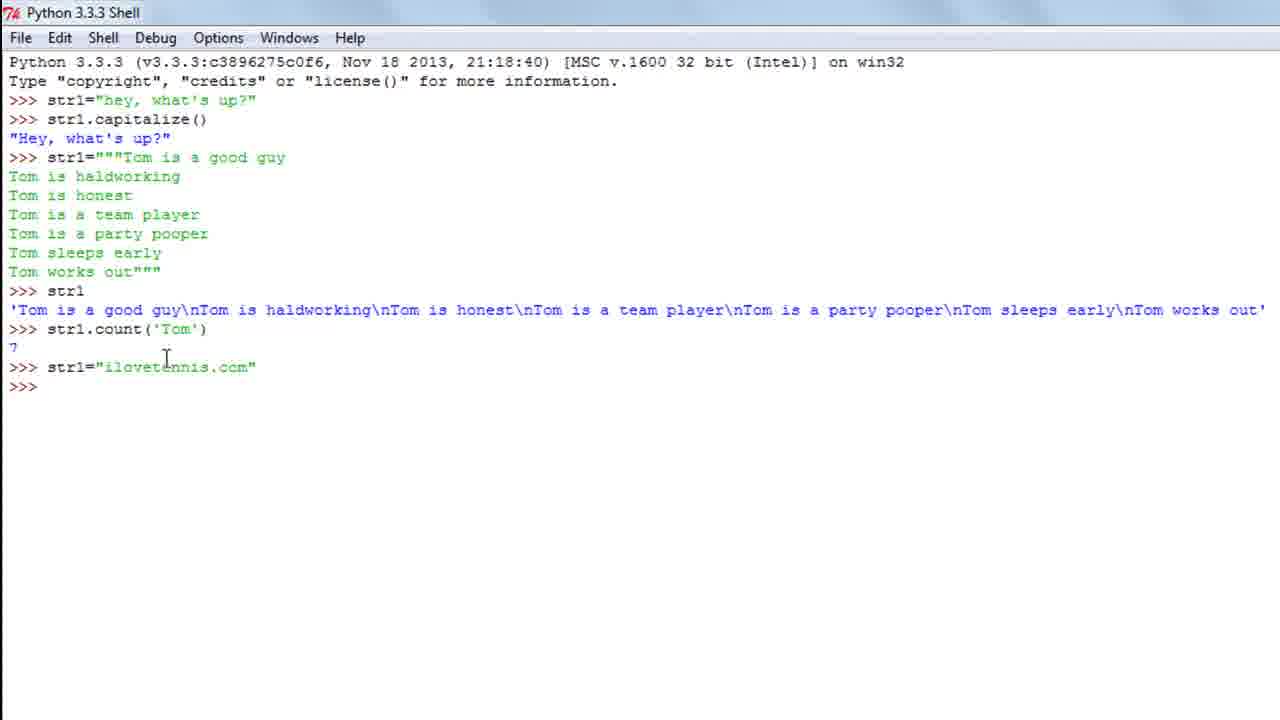 Python 3.3.3 Shell
File Edit Shell Debug Options Windows Help
Python 3.3.3 (v3.3.3:c3896275c0f6, Nov 18 2013, 21:18:40) [MSC v.1600 32 bit (Intel)] on win32
Type "copyright", "credits" or "license()" for more information.
>>> str1="hey, what's up?"
>>> str1.capitalize()
"Hey, what's up?"
>>> str1="""Tom is a good guy
Tom is haldworking
Tom is honest
Tom is a team player
Tom is a party pooper
Tom sleeps early
Tom works out"""
>>> str1
'Tom is a good guy\nTom is haldworking\nTom is honest\nTom is a team player\nTom is a party pooper\nTom sleeps early\nTom works out'
>>> str1.count('Tom')
7
>>> str1="ilovetennis.com"
>>>